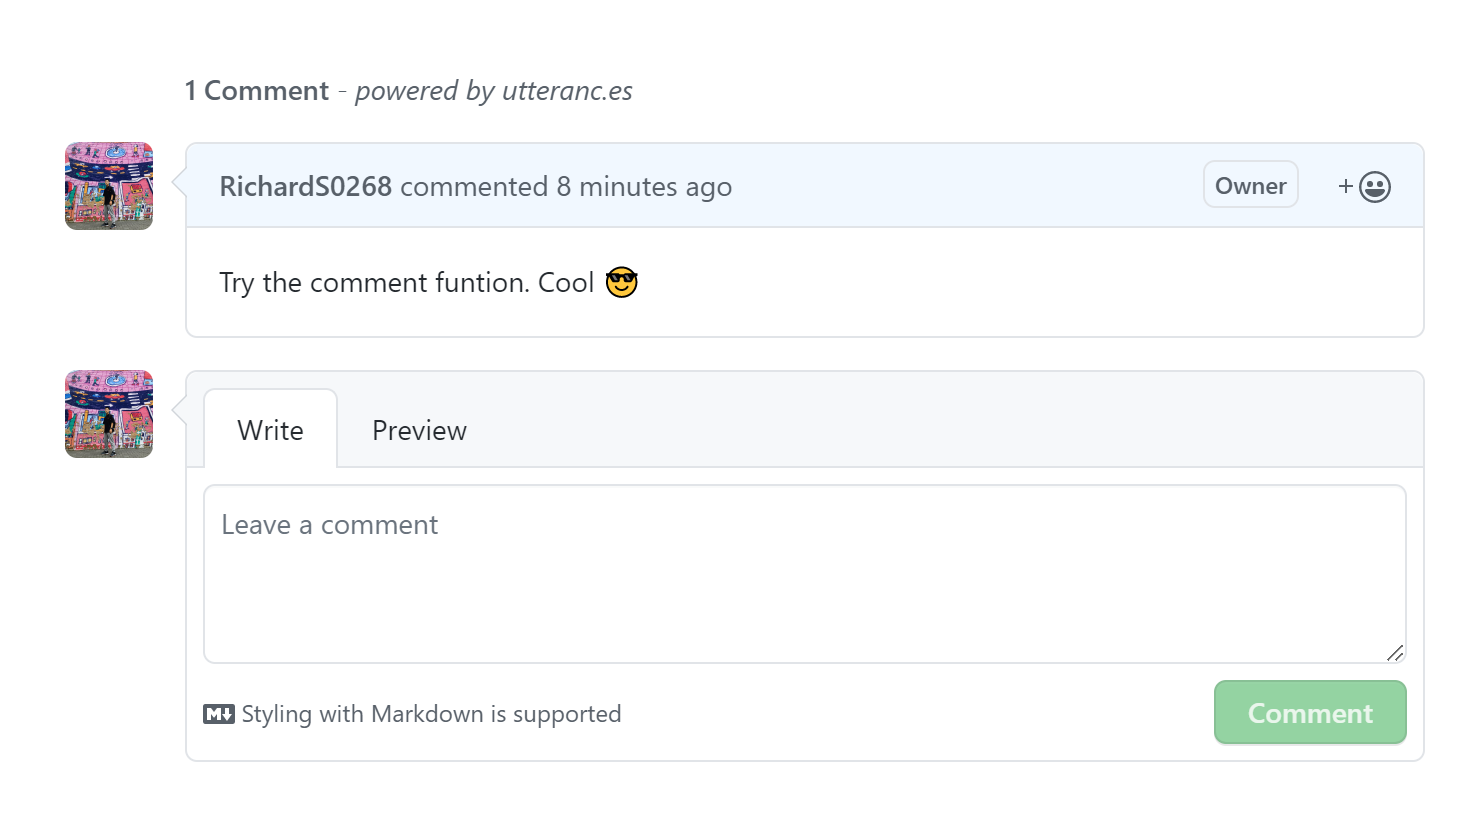 1 Comment - powered by utteranc.es
RichardS0268 commented 8 minutes ago
Owner
+
Try the comment funtion. Cool 😎
Write
Preview
Leave a comment
M↓ Styling with Markdown is supported
Comment